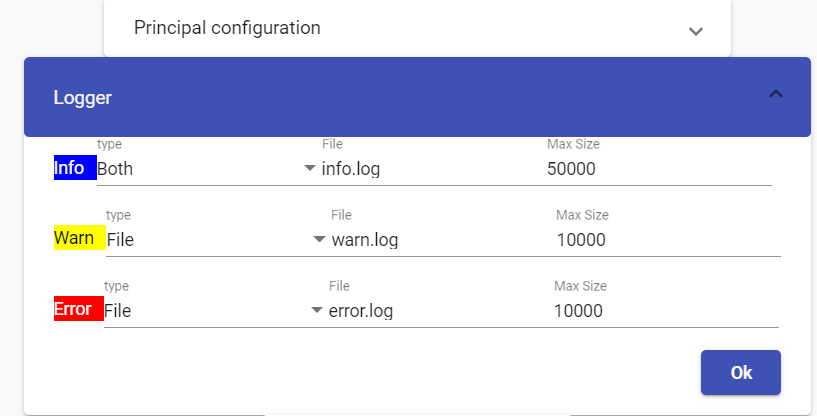 Principal configuration
Logger
type File Max Size
Info Both info.log 50000
type File Max Size
Warn File warn.log 10000
type File Max Size
Error File error.log 10000
Ok